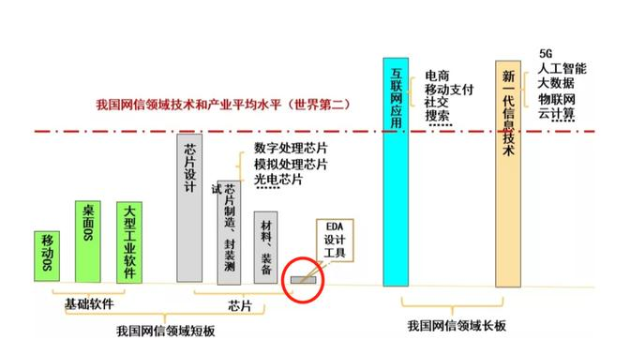 5G
人工智能
大数据
物联网
云计算
......
电商
移动支付
社交
搜索
......
我国网信领域技术和产业平均水平（世界第二）
互联网应用
新一代信息技术
数字处理芯片
模拟处理芯片
光电芯片
......
移动OS
桌面OS
大型工业软件
芯片设计
芯片制造、封装测
试
材料、装备
EDA
设计
工具
基础软件
芯片
我国网信领域短板
我国网信领域长板